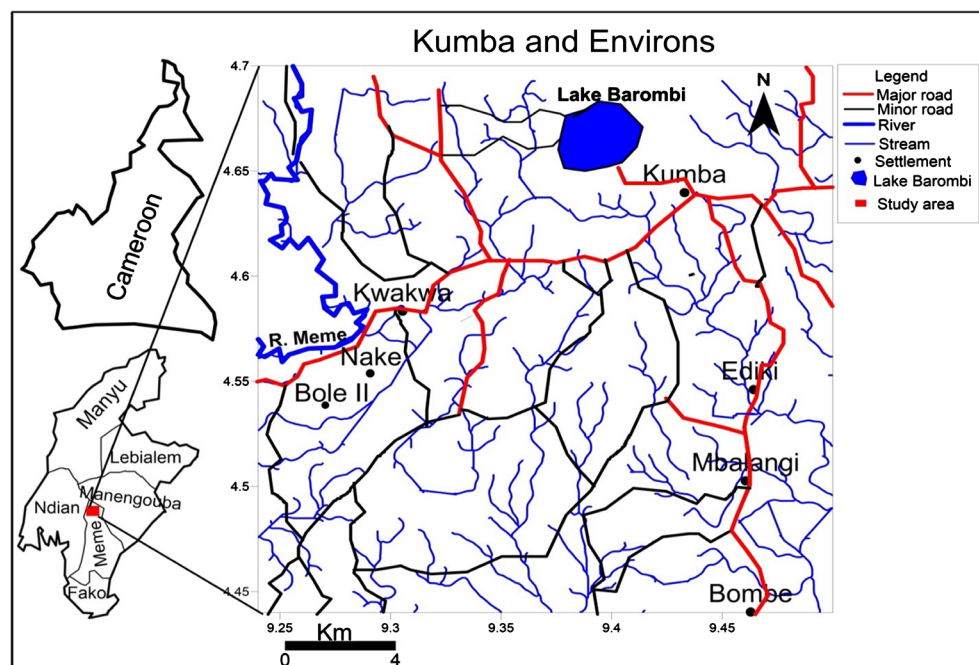 Kumba and Environs
4.7
4.65
4.6
4.55
4.5
4.45
9.25
9.3
9.35
9.4
9.45
Lake Barombi
N
Kumba
Kwakwa
R. Meme
Nake
Bole II
Ediki
Mbalangi
Bombe
Km
0 4
Legend
Major road
Minor road
River
Stream
Settlement
Lake Barombi
Study area
Cameroon
Manyu
Lebialem
Manengouba
Ndian
Meme
Fako